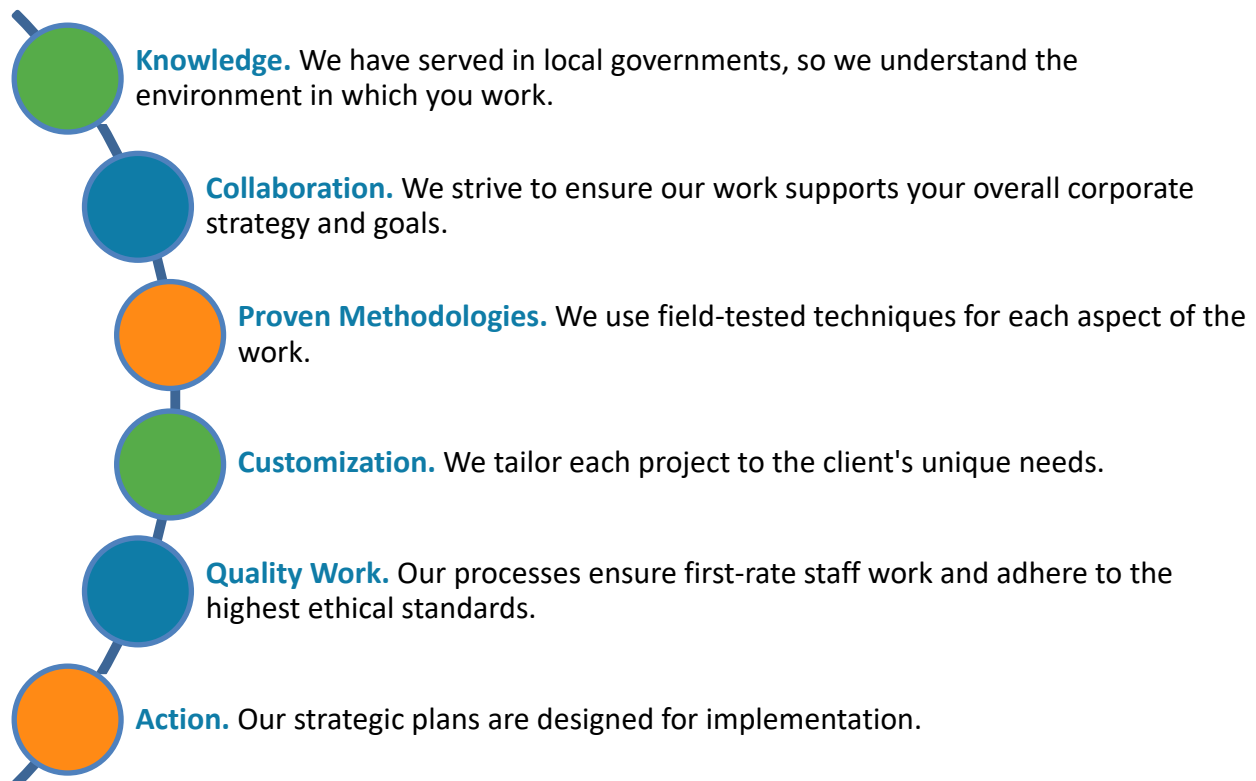 Knowledge. We have served in local governments, so we understand the
environment in which you work.
Collaboration. We strive to ensure our work supports your overall corporate
strategy and goals.
Proven Methodologies. We use field-tested techniques for each aspect of the
work.
Customization. We tailor each project to the client's unique needs.
Quality Work. Our processes ensure first-rate staff work and adhere to the
highest ethical standards.
Action. Our strategic plans are designed for implementation.